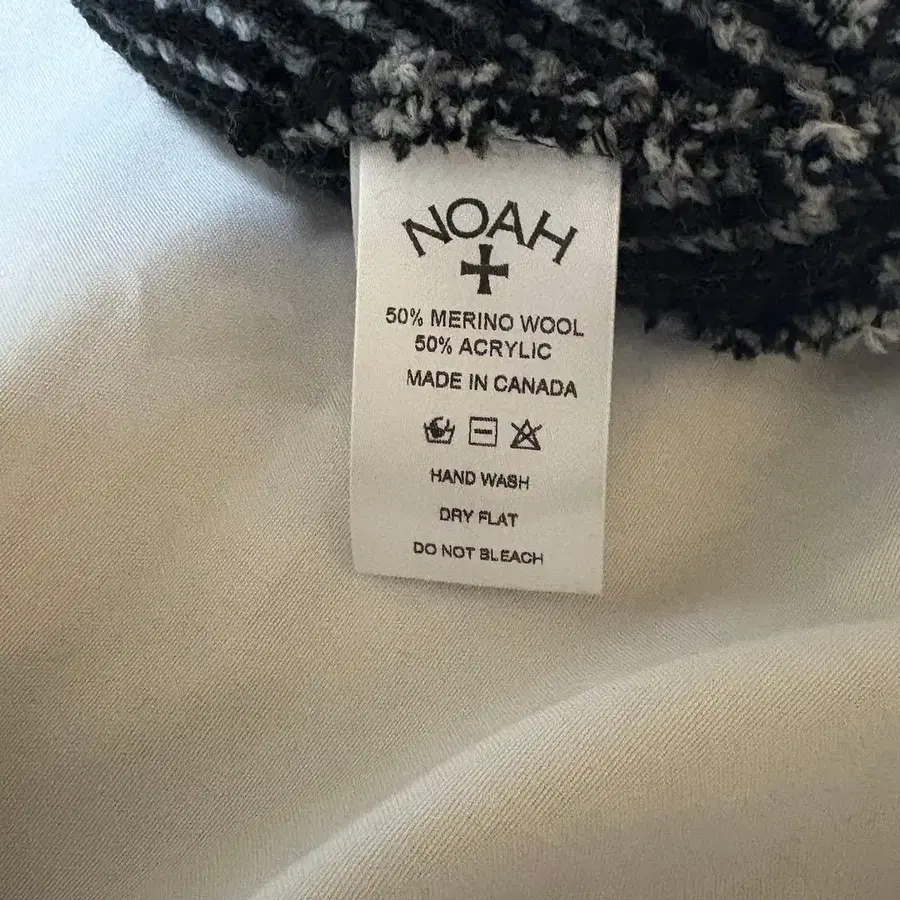 NOAH
50% MERINO WOOL
50% ACRYLIC
MADE IN CANADA
HAND WASH
DRY FLAT
DO NOT BLEACH